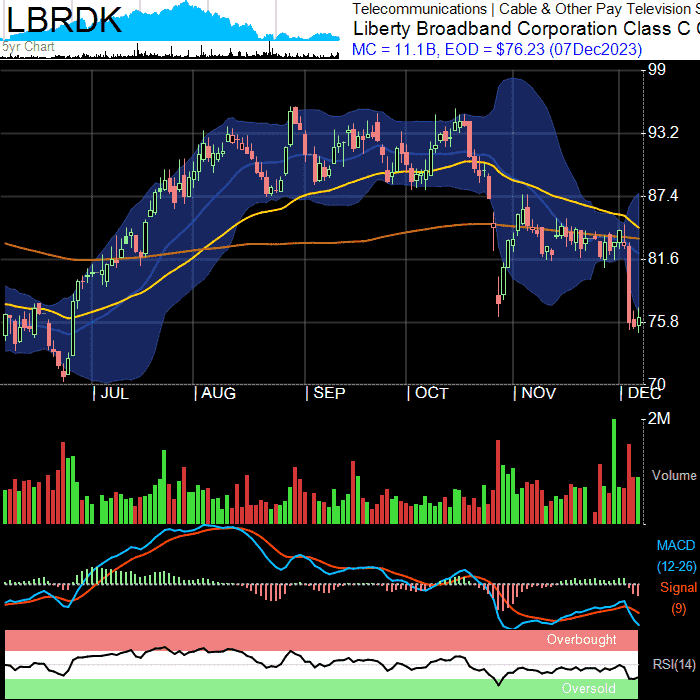 LBRDK
5yr Chart
Telecommunications | Cable & Other Pay Television S
Liberty Broadband Corporation Class C
MC = 11.1B, EOD = $76.23 (07Dec2023)
99
93.2
87.4
81.6
75.8
70
JUL AUG SEP OCT NOV DEC
2M
Volume
MACD
(12-26)
Signal
(9)
Overbought
RSI(14)
Oversold